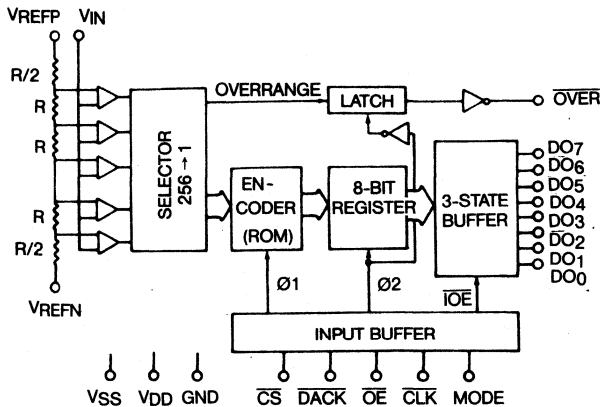 VREFP VIN
R/2
R
R
R
R/2
VREFN
SELECTOR
256→1
OVERRANGE
LATCH
OVER
EN-
CODER
(ROM)
8-BIT
REGISTER
3-STATE
BUFFER
DO7
DO6
DO5
DO4
DO3
DO2
DO1
DO0
Ø1
Ø2
IOE
INPUT BUFFER
VSS VDD GND CS DACK OE CLK MODE